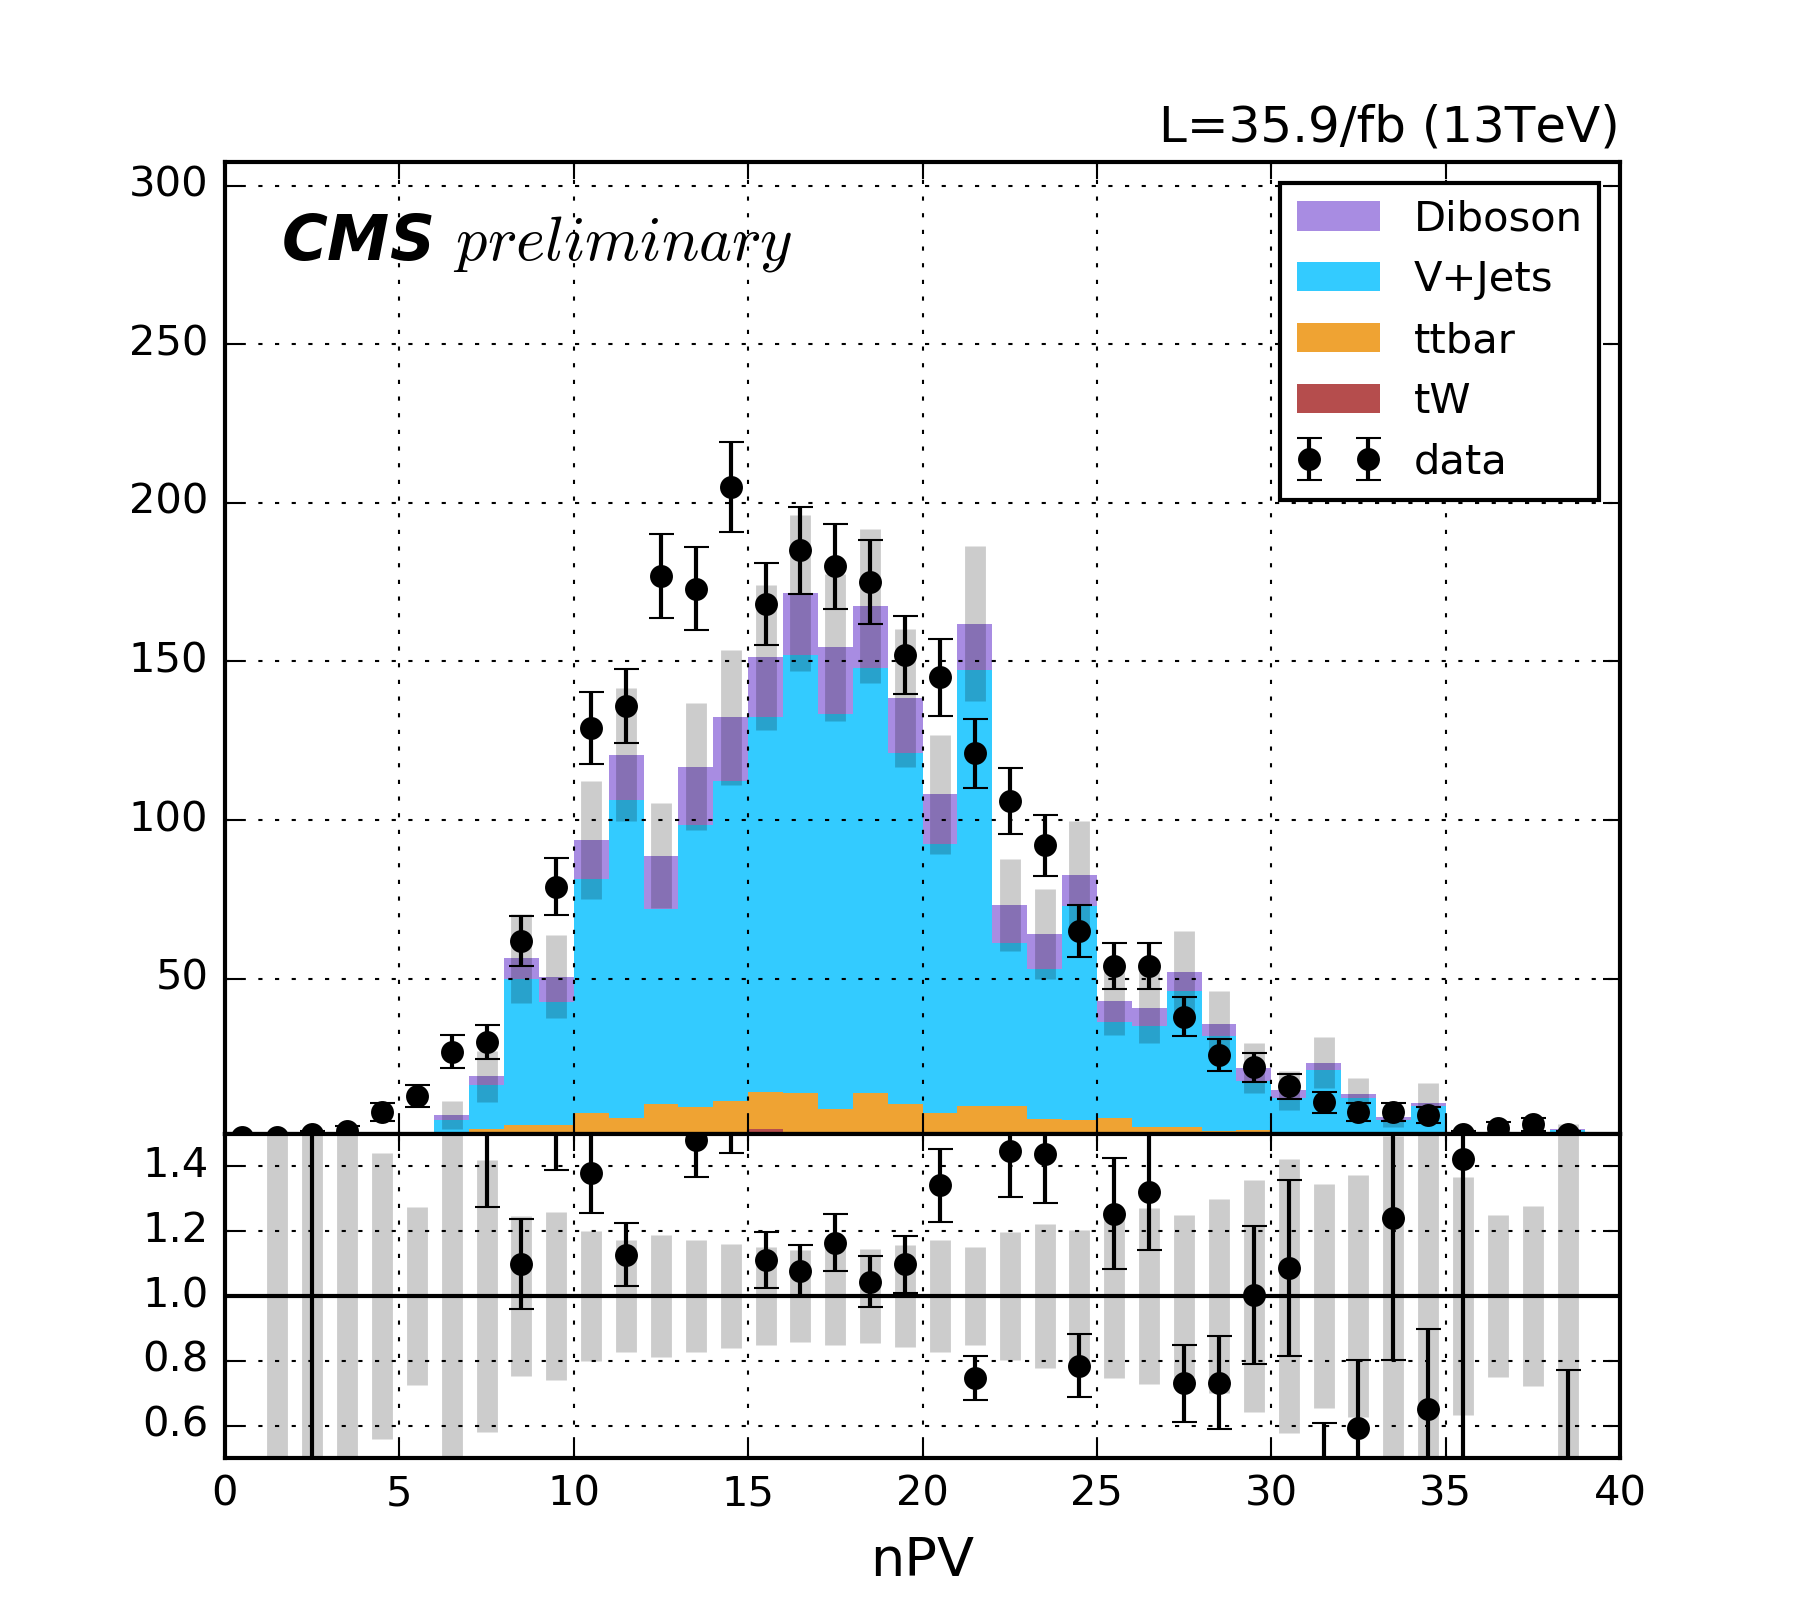 L=35.9/fb (13TeV)
CMS preliminary
300
250
200
150
100
50
Diboson
V+Jets
ttbar
tW
data
1.4
1.2
1.0
0.8
0.6
0 5 10 15 20 25 30 35 40
nPV